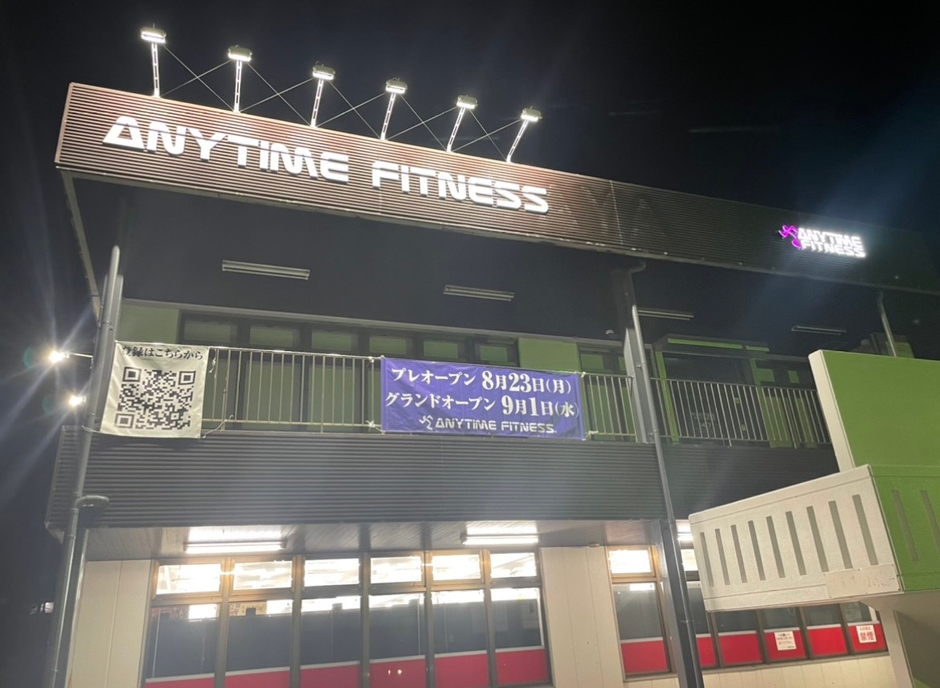 ANYTIME FITNESS
ANYTIME
FITNESS
登録はこちらから
プレオープン 8月23日(月)
グランドオープン 9月1日(水)
ANYTIME FITNESS
禁煙